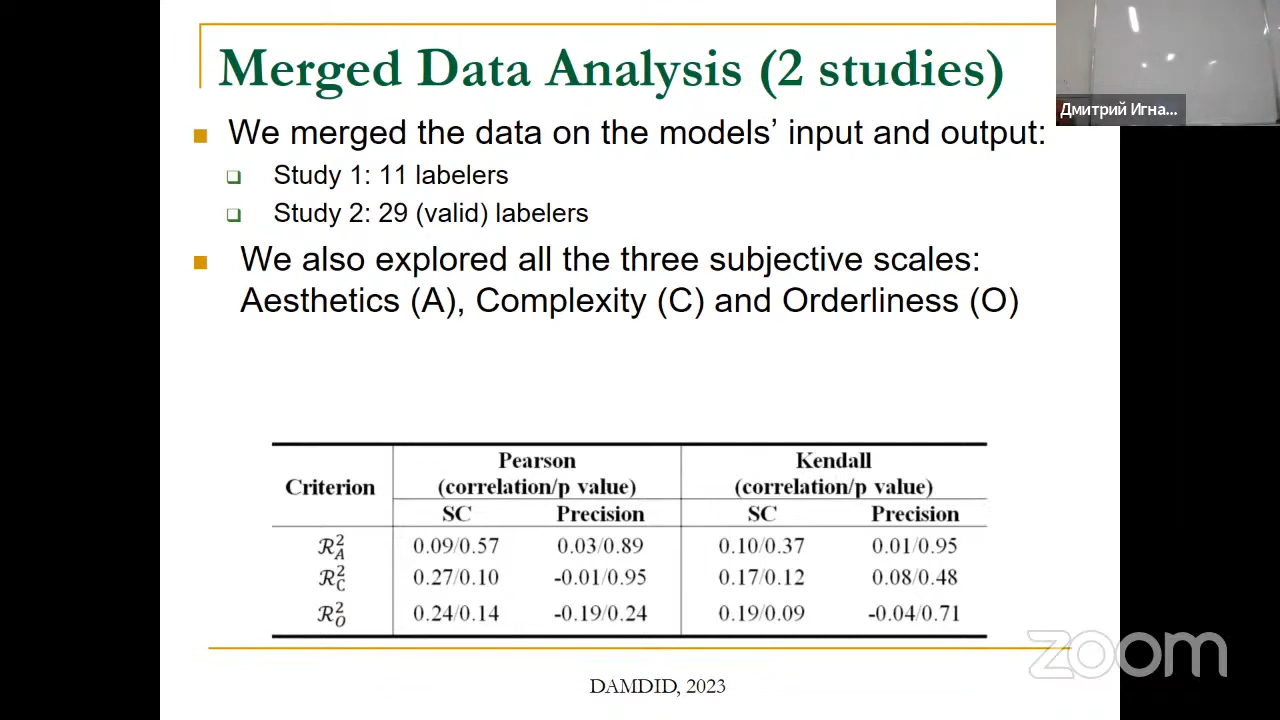 Merged Data Analysis (2 studies)
Дмитрий Игна...
We merged the data on the models’ input and output:
Study 1: 11 labelers
Study 2: 29 (valid) labelers
We also explored all the three subjective scales:
Aesthetics (A), Complexity (C) and Orderliness (O)
Criterion Pearson (correlation/p value) Kendall (correlation/p value)
SC Precision SC Precision
R²_A 0.09/0.57 0.03/0.89 0.10/0.37 0.01/0.95
R²_C 0.27/0.10 -0.01/0.95 0.17/0.12 0.08/0.48
R²_O 0.24/0.14 -0.19/0.24 0.19/0.09 -0.04/0.71
zoom
DAMDID, 2023